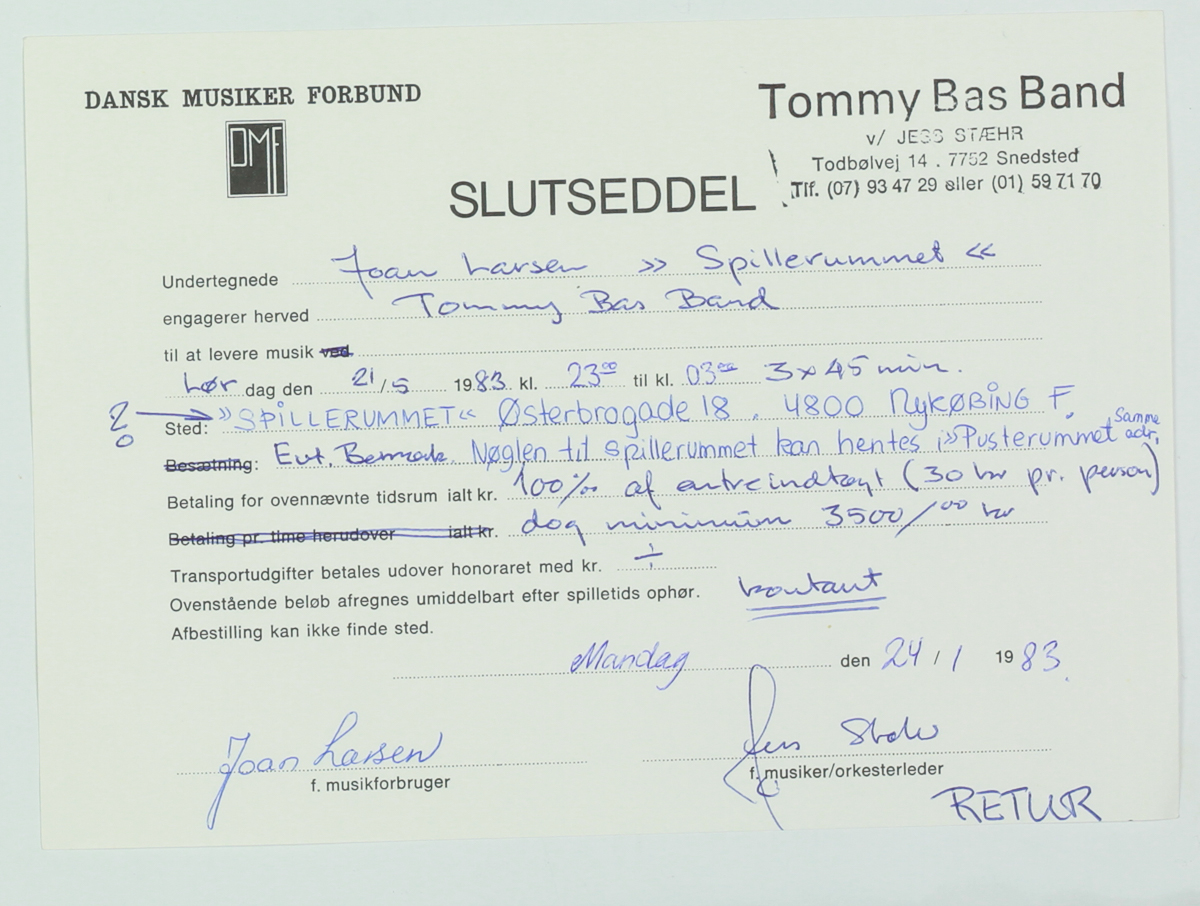 DANSK MUSIKER FORBUND
DMF
Tommy Bas Band
v/ JESS STÆHR
Todbølvej 14 . 7752 Snedsted
Tlf. (07) 93 47 29 eller (01) 59 71 70
SLUTSEDDEL
Undertegnede Joan Larsen » Spillerummet «
engagerer herved Tommy Bas Band
til at levere musik ved
Lør dag den 21/5 1983 kl. 23⁰⁰ til kl. 03⁰⁰ 3 x 45 min.
? Sted: »SPILLERUMMET« Østerbrogade 18, 4800 NYKØBING F.
Besætning: Evt. Bemærk. Nøglen til spillerummet kan hentes i »Pusterummet samme adr.
Betaling for ovennævnte tidsrum ialt kr. 100% af entreindtægt (30 kr pr. person)
Betaling pr. time herudover ialt kr. dog minimum 3500/00 kr
Transportudgifter betales udover honoraret med kr. ÷
Ovenstående beløb afregnes umiddelbart efter spilletids ophør. kontant
Afbestilling kan ikke finde sted.
Mandag den 24/1 1983.
Joan Larsen
f. musikforbruger
Jess
f. musiker/orkesterleder
RETUR